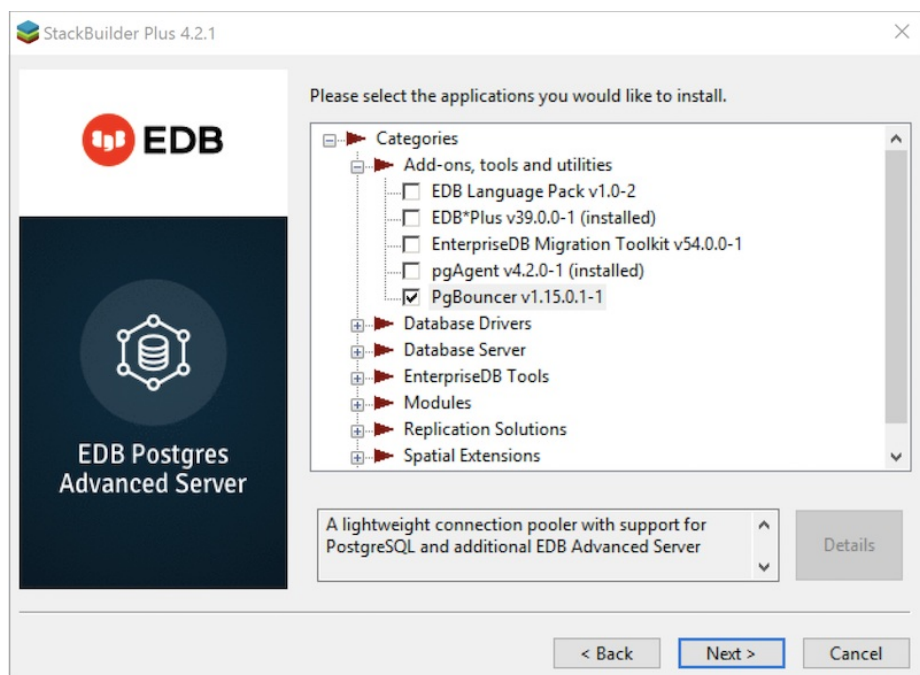 StackBuilder Plus 4.2.1
EDB
EDB Postgres
Advanced Server
Please select the applications you would like to install.
Categories
Add-ons, tools and utilities
EDB Language Pack v1.0-2
EDB*Plus v39.0.0-1 (installed)
EnterpriseDB Migration Toolkit v54.0.0-1
pgAgent v4.2.0-1 (installed)
PgBouncer v1.15.0.1-1
Database Drivers
Database Server
EnterpriseDB Tools
Modules
Replication Solutions
Spatial Extensions
A lightweight connection pooler with support for
PostgreSQL and additional EDB Advanced Server
Details
< Back
Next >
Cancel